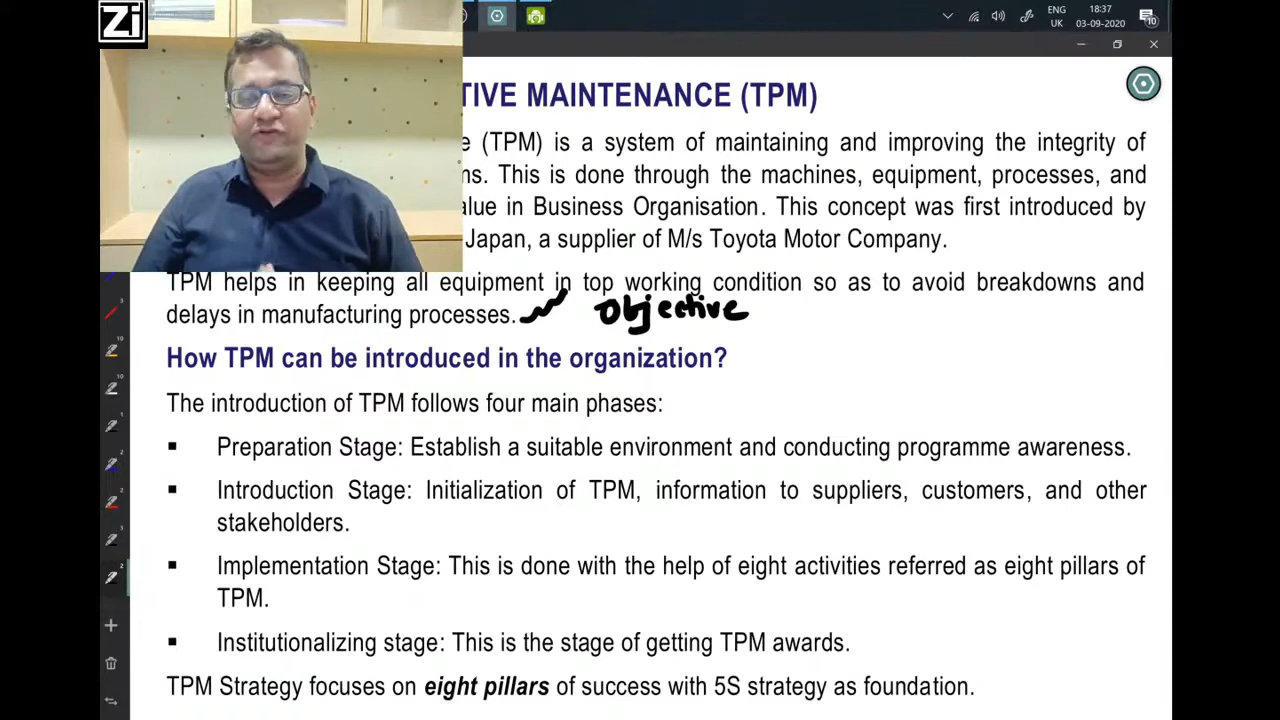 Zi
ENG
UK
18:37
03-09-2020
10
TIVE MAINTENANCE (TPM)
e (TPM) is a system of maintaining and improving the integrity of
ns. This is done through the machines, equipment, processes, and
alue in Business Organisation. This concept was first introduced by
Japan, a supplier of M/s Toyota Motor Company.
TPM helps in keeping all equipment in top working condition so as to avoid breakdowns and
delays in manufacturing processes. Objective
How TPM can be introduced in the organization?
The introduction of TPM follows four main phases:
▪ Preparation Stage: Establish a suitable environment and conducting programme awareness.
▪ Introduction Stage: Initialization of TPM, information to suppliers, customers, and other
stakeholders.
▪ Implementation Stage: This is done with the help of eight activities referred as eight pillars of
TPM.
▪ Institutionalizing stage: This is the stage of getting TPM awards.
TPM Strategy focuses on eight pillars of success with 5S strategy as foundation.